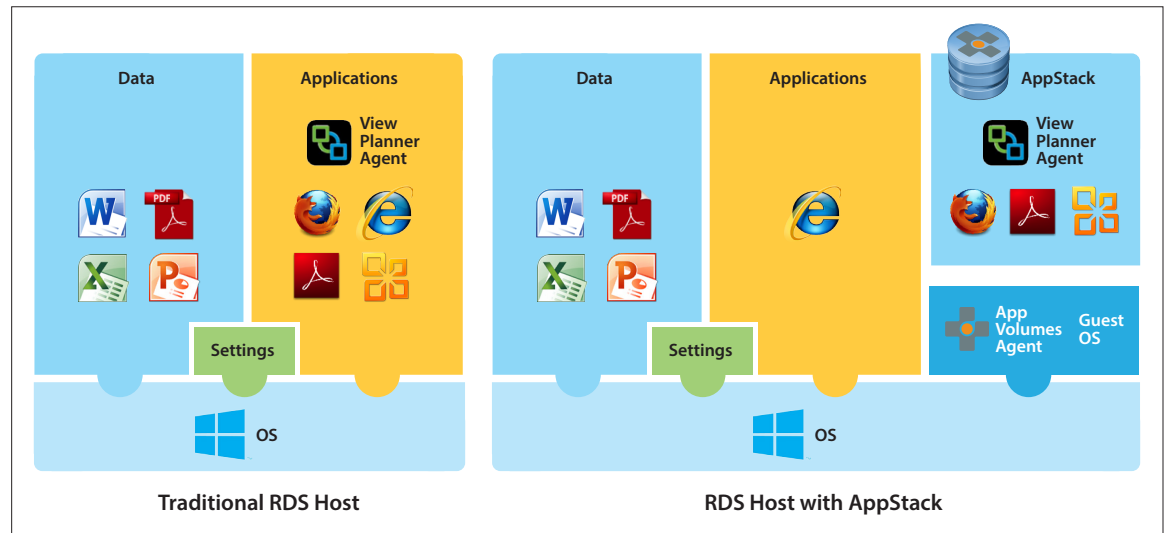 Data
Applications
View
Planner
Agent
W
PDF
X
P
Settings
OS
Traditional RDS Host
Data
Applications
AppStack
View
Planner
Agent
W
PDF
X
P
Settings
App
Volumes
Agent
Guest
OS
OS
RDS Host with AppStack